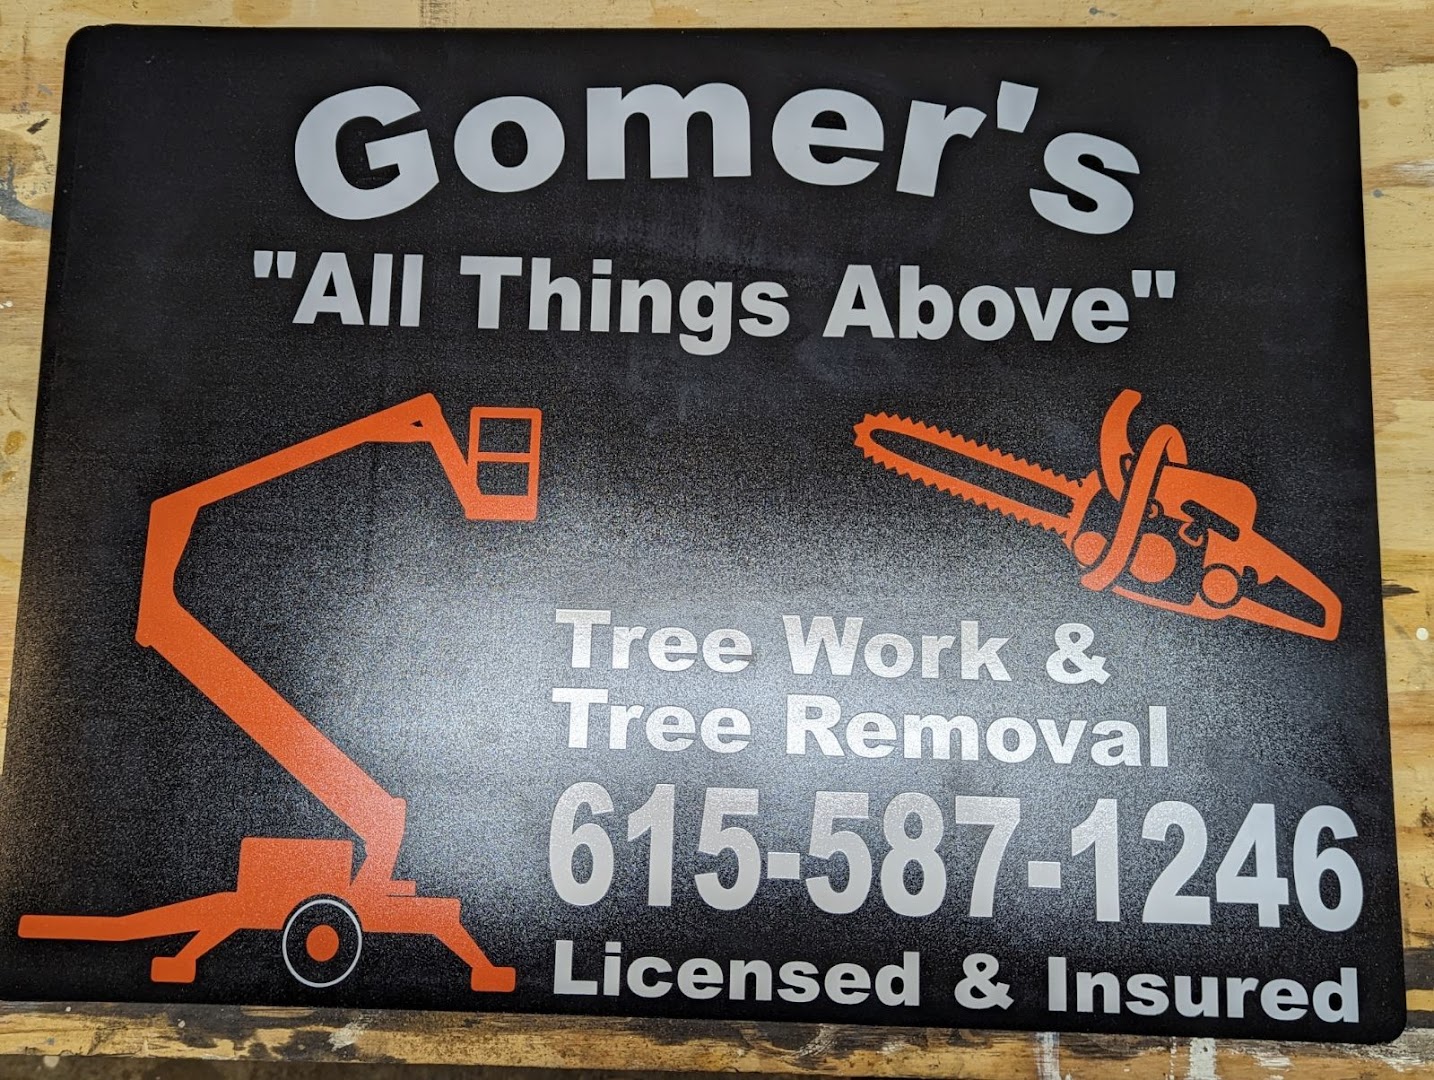 Gomer's
"All Things Above"
Tree Work &
Tree Removal
615-587-1246
Licensed & Insured